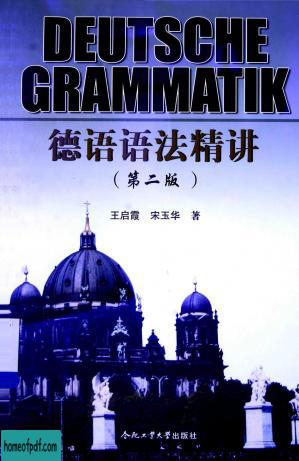 DEUTSCHE
GRAMMATIK
德语语法精讲
(第二版)
王启霞 宋玉华 著
合肥工业大学出版社
homeofpdf.com